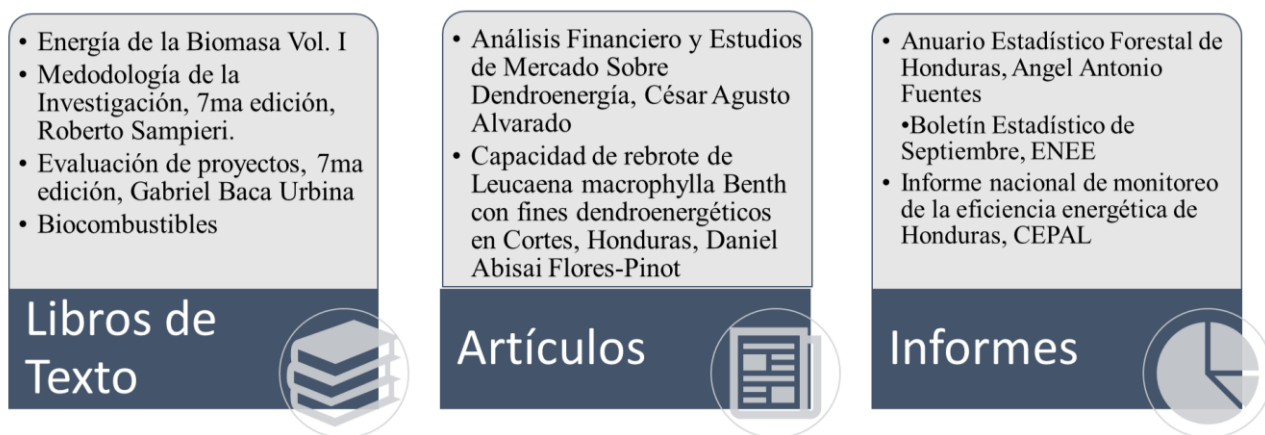 • Energía de la Biomasa Vol. I
• Medodología de la
Investigación, 7ma edición,
Roberto Sampieri.
• Evaluación de proyectos, 7ma
edición, Gabriel Baca Urbina
• Biocombustibles
Libros de
Texto
• Análisis Financiero y Estudios
de Mercado Sobre
Dendroenergía, César Agusto
Alvarado
• Capacidad de rebrote de
Leucaena macrophylla Benth
con fines dendroenergéticos
en Cortes, Honduras, Daniel
Abisai Flores-Pinot
Artículos
• Anuario Estadístico Forestal de
Honduras, Angel Antonio
Fuentes
•Boletín Estadístico de
Septiembre, ENEE
• Informe nacional de monitoreo
de la eficiencia energética de
Honduras, CEPAL
Informes